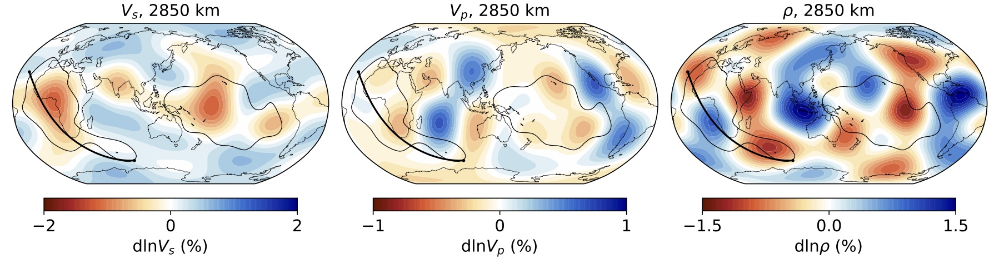 Vₛ, 2850 km
Vₚ, 2850 km
ρ, 2850 km
−2 0 2
−1 0 1
−1.5 0.0 1.5
dlnVₛ (%)
dlnVₚ (%)
dlnρ (%)